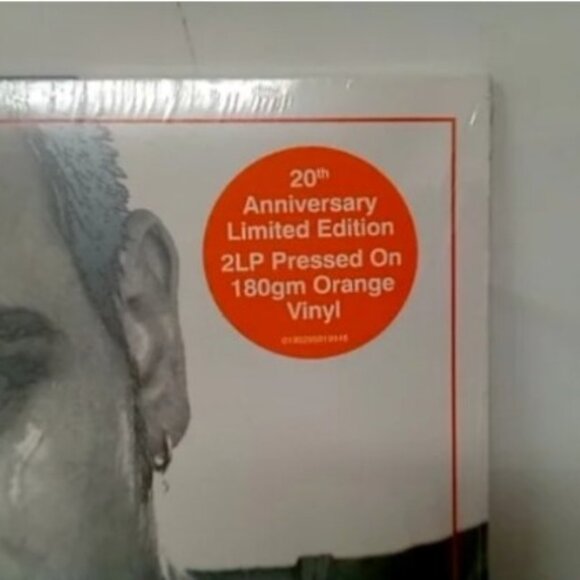 20th
Anniversary
Limited Edition
2LP Pressed On
180gm Orange
Vinyl